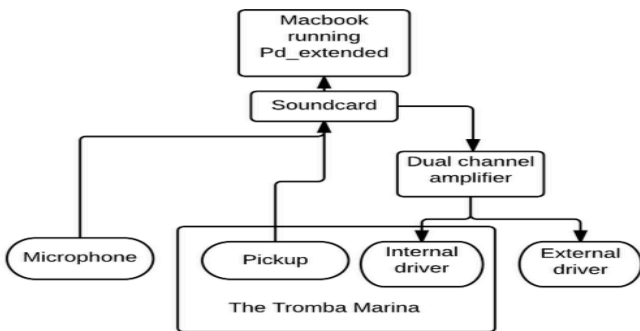 Macbook
running
Pd_extended
Soundcard
Dual channel
amplifier
Microphone
Pickup
Internal
driver
External
driver
The Tromba Marina